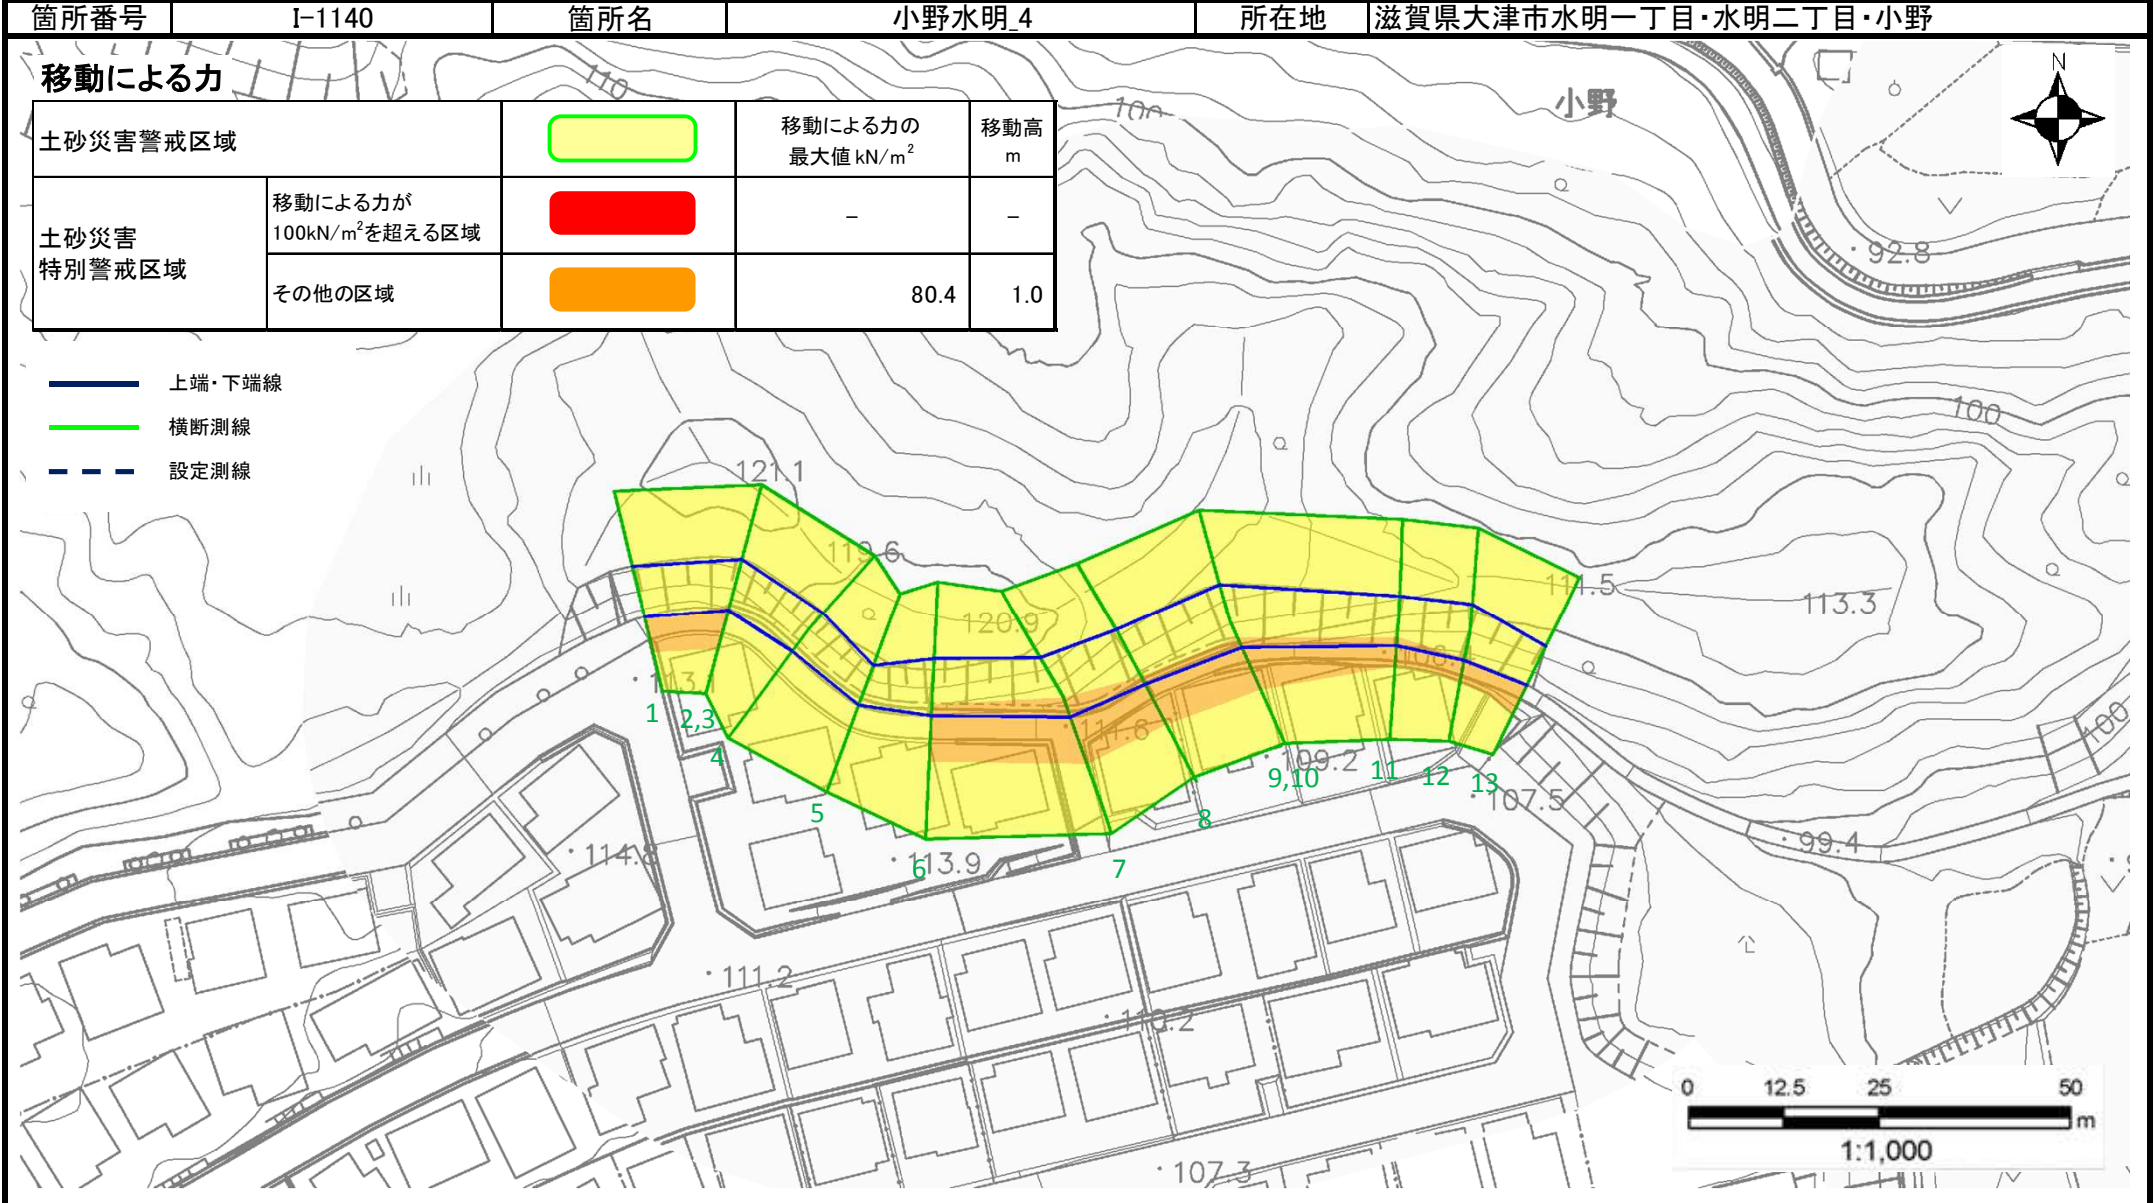 箇所番号 I-1140 箇所名 小野水明_4 所在地 滋賀県大津市水明一丁目・水明二丁目・小野
移動による力
土砂災害警戒区域
移動による力の
最大値 kN/m²
移動高
m
土砂災害
特別警戒区域
移動による力が
100kN/m²を超える区域
－ －
その他の区域
80.4 1.0
上端・下端線
横断測線
設定測線
N
小野
110
100
92.8
100
121.1
119.6
120.9
111.5
113.3
113.1
111.6
109.2
107.5
99.4
100
114.8
113.9
111.2
110.2
107.3
1
2,3
4
5
6
7
8
9,10
11
12
13
0 12.5 25 50
m
1:1,000